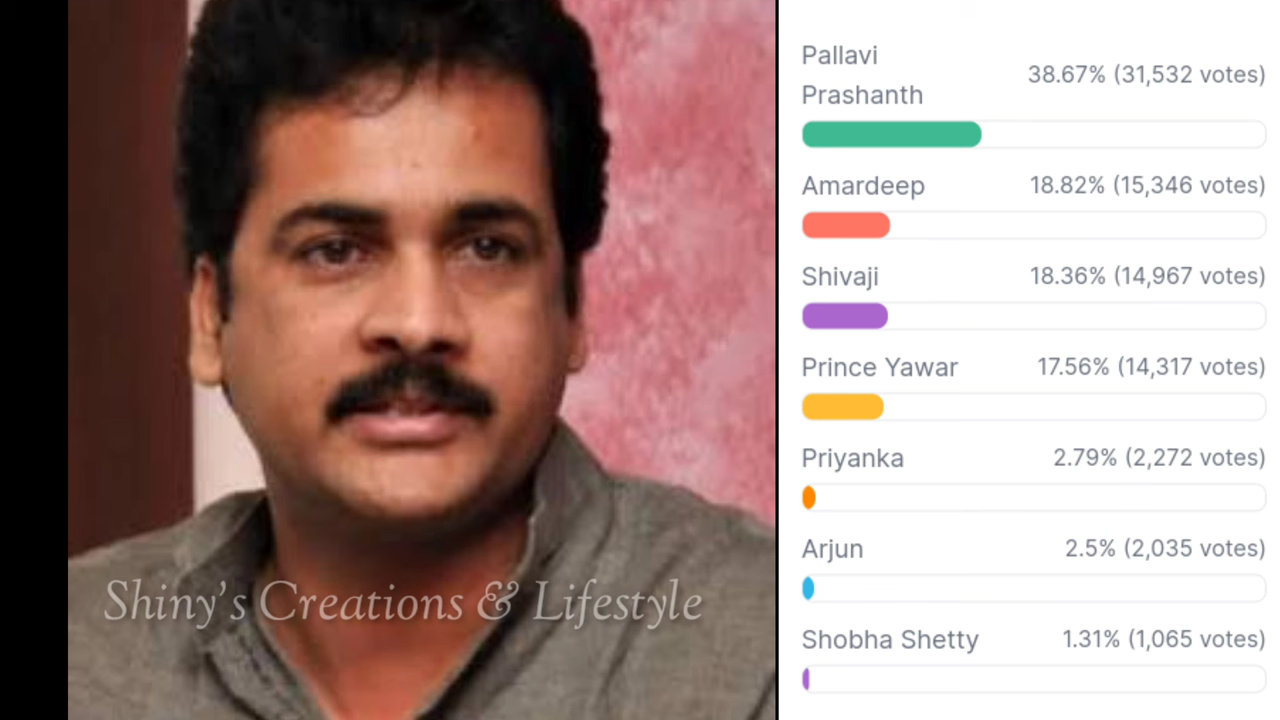 Pallavi
Prashanth
38.67% (31,532 votes)
Amardeep
18.82% (15,346 votes)
Shivaji
18.36% (14,967 votes)
Prince Yawar
17.56% (14,317 votes)
Priyanka
2.79% (2,272 votes)
Arjun
2.5% (2,035 votes)
Shobha Shetty
1.31% (1,065 votes)
Shiny's Creations & Lifestyle